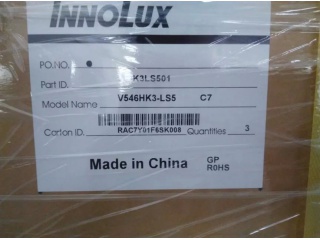 INNOLUX
PO.NO.
Part ID. K3LS501
Model Name V546HK3-LS5 C7
Carton ID. RAC7Y01F6SK008 Quantities 3
Made in China GP
ROHS